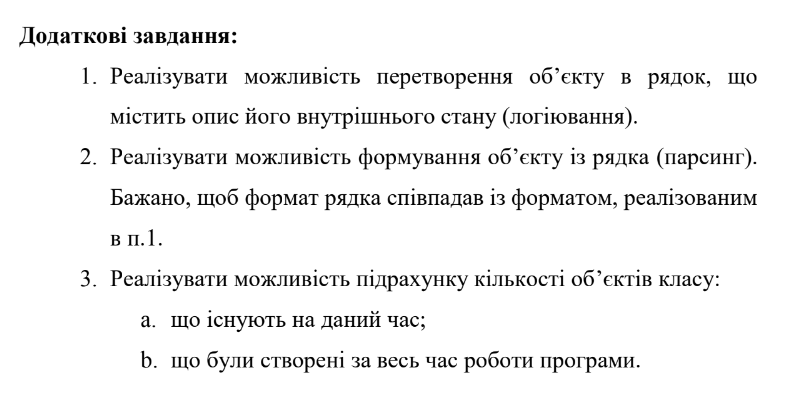 Додаткові завдання:
1. Реалізувати можливість перетворення об’єкту в рядок, що
містить опис його внутрішнього стану (логіювання).
2. Реалізувати можливість формування об’єкту із рядка (парсинг).
Бажано, щоб формат рядка співпадав із форматом, реалізованим
в п.1.
3. Реалізувати можливість підрахунку кількості об’єктів класу:
a. що існують на даний час;
b. що були створені за весь час роботи програми.